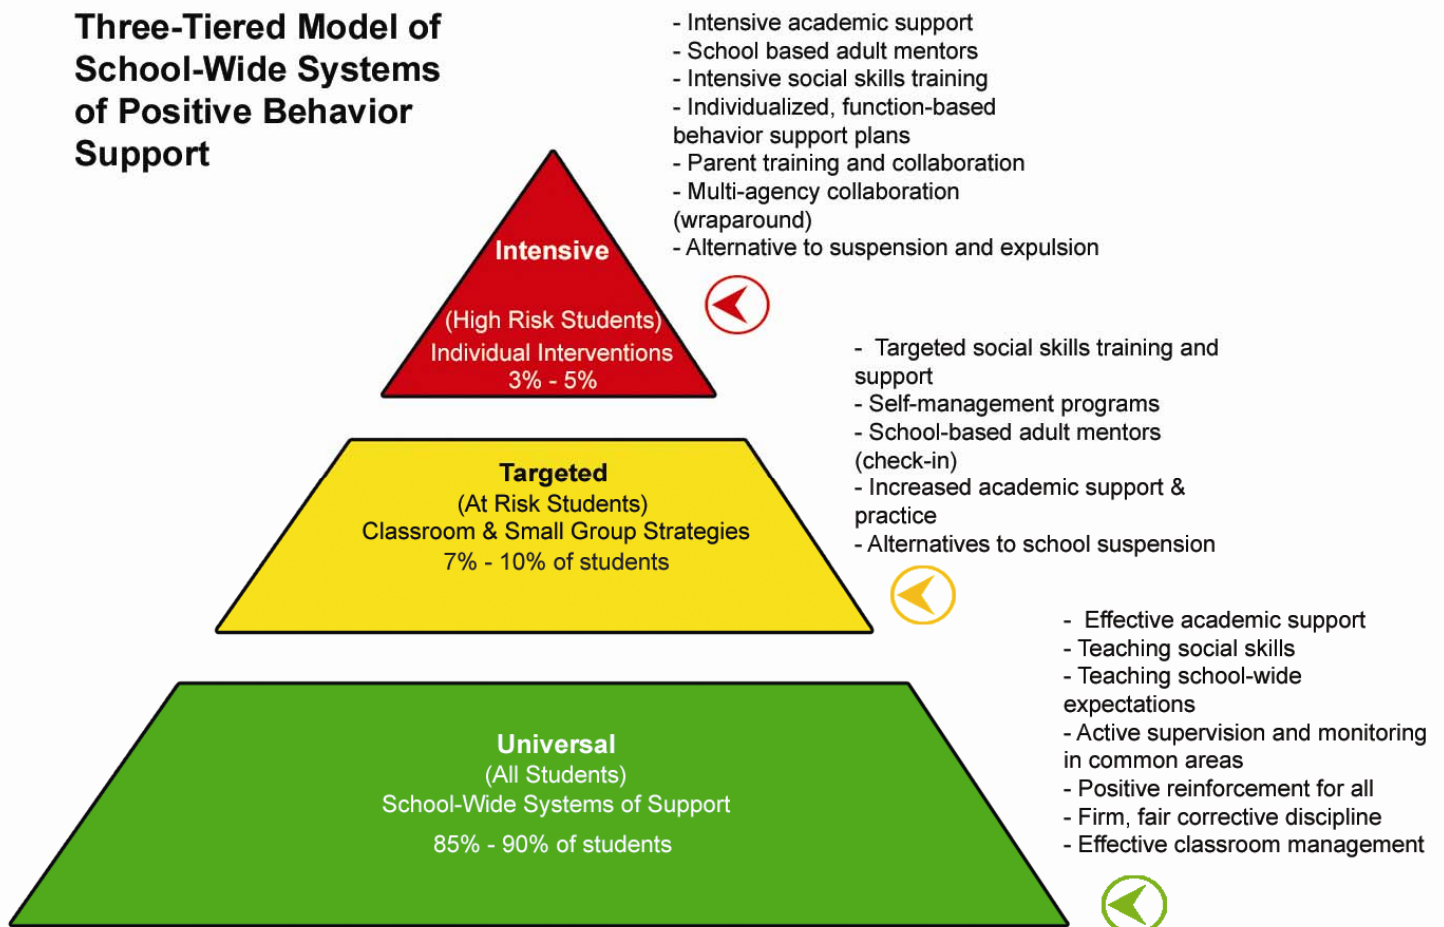 Three-Tiered Model of
School-Wide Systems
of Positive Behavior
Support
- Intensive academic support
- School based adult mentors
- Intensive social skills training
- Individualized, function-based
behavior support plans
- Parent training and collaboration
- Multi-agency collaboration
(wraparound)
- Alternative to suspension and expulsion
Intensive
(High Risk Students)
Individual Interventions
3% - 5%
- Targeted social skills training and
support
- Self-management programs
- School-based adult mentors
(check-in)
- Increased academic support &
practice
- Alternatives to school suspension
Targeted
(At Risk Students)
Classroom & Small Group Strategies
7% - 10% of students
- Effective academic support
- Teaching social skills
- Teaching school-wide
expectations
- Active supervision and monitoring
in common areas
- Positive reinforcement for all
- Firm, fair corrective discipline
- Effective classroom management
Universal
(All Students)
School-Wide Systems of Support
85% - 90% of students